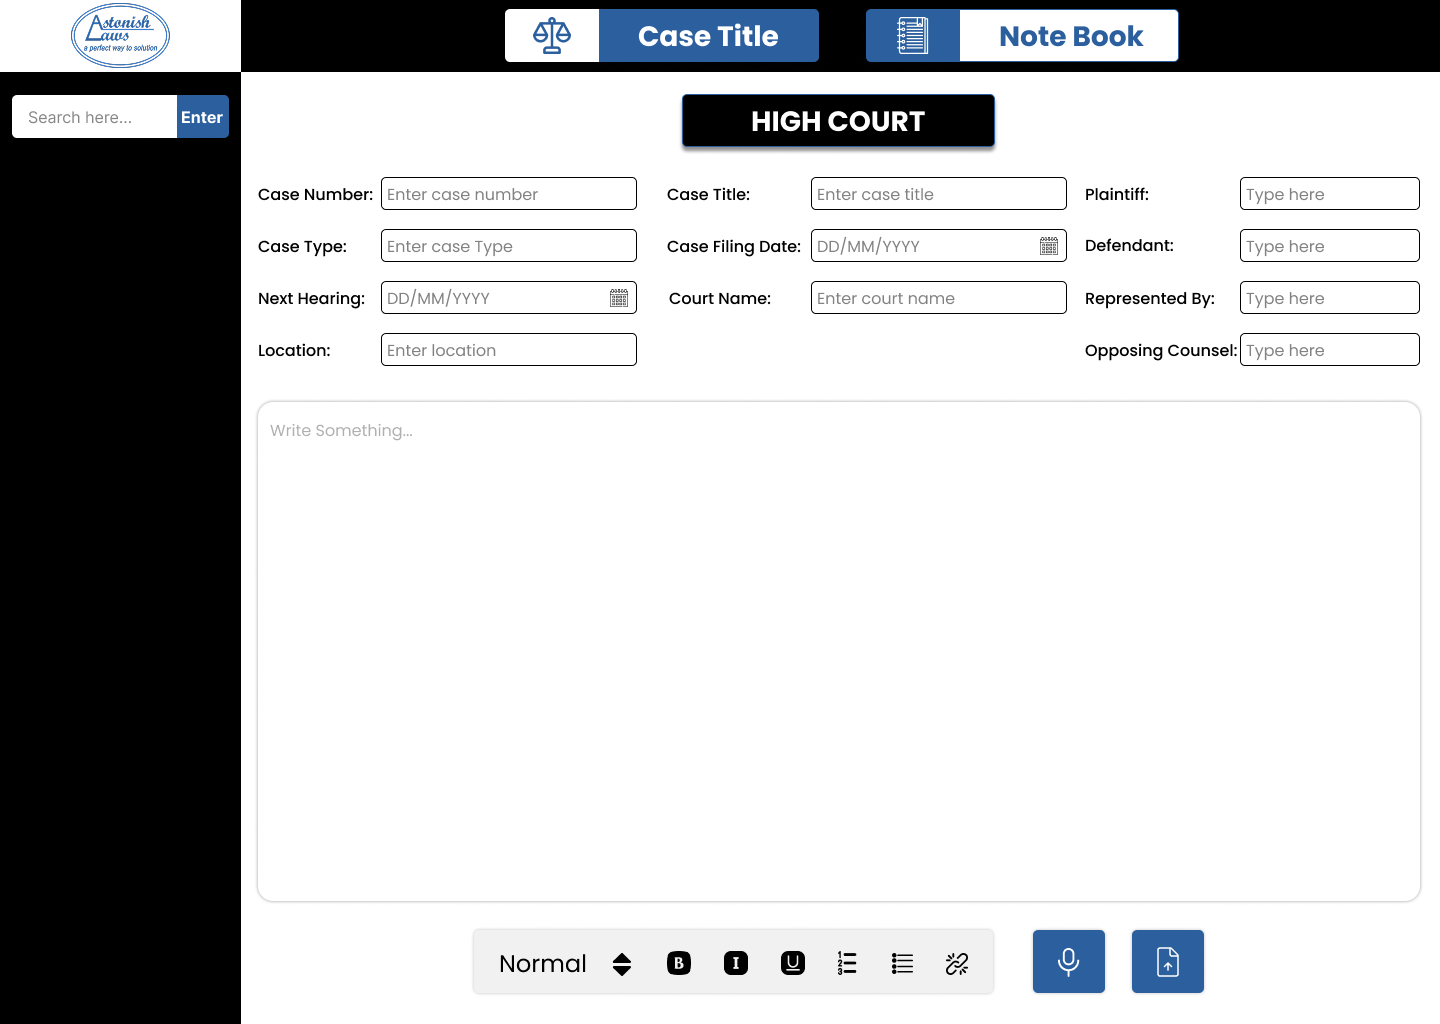 Astonish
Laws
a perfect way to solution
Case Title
Note Book
Search here...
Enter
HIGH COURT
Case Number:
Enter case number
Case Title:
Enter case title
Plaintiff:
Type here
Case Type:
Enter case Type
Case Filing Date:
DD/MM/YYYY
Defendant:
Type here
Next Hearing:
DD/MM/YYYY
Court Name:
Enter court name
Represented By:
Type here
Location:
Enter location
Opposing Counsel:
Type here
Write Something...
Normal
B
I
U
1
2
3